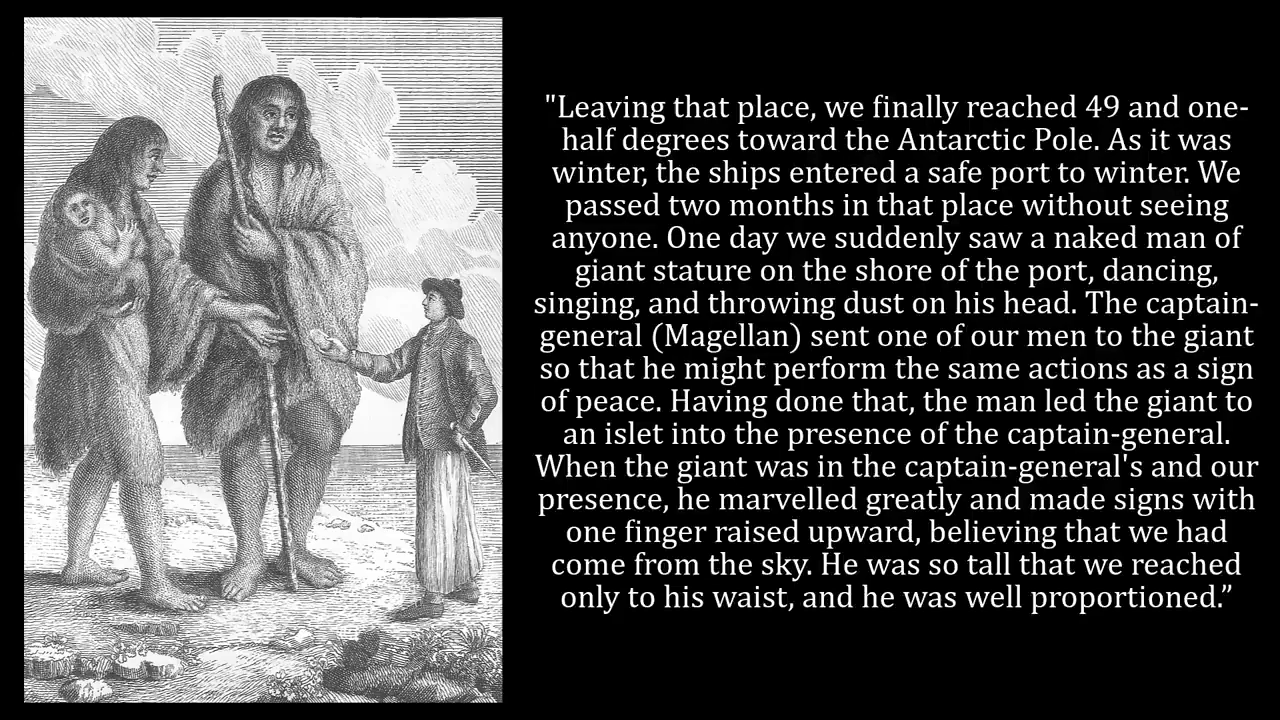 "Leaving that place, we finally reached 49 and one-
half degrees toward the Antarctic Pole. As it was
winter, the ships entered a safe port to winter. We
passed two months in that place without seeing
anyone. One day we suddenly saw a naked man of
giant stature on the shore of the port, dancing,
singing, and throwing dust on his head. The captain-
general (Magellan) sent one of our men to the giant
so that he might perform the same actions as a sign
of peace. Having done that, the man led the giant to
an islet into the presence of the captain-general.
When the giant was in the captain-general's and our
presence, he marvelled greatly and made signs with
one finger raised upward, believing that we had
come from the sky. He was so tall that we reached
only to his waist, and he was well proportioned.”